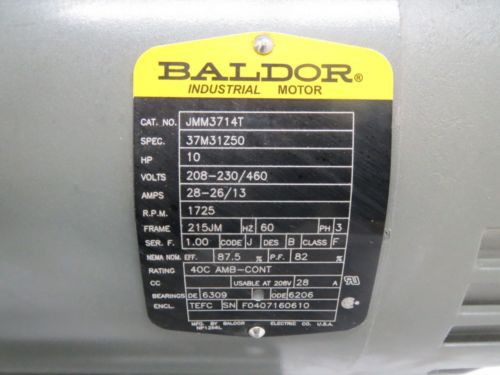 BALDOR®
INDUSTRIAL MOTOR
CAT. NO. JMM3714T
SPEC. 37M31Z50
HP 10
VOLTS 208-230/460
AMPS 28-26/13
R.P.M. 1725
FRAME 215JM HZ 60 PH 3
SER. F. 1.00 CODE J DES B CLASS F
NEMA NOM. EFF. 87.5 % P.F. 82 %
RATING 40C AMB-CONT
CC USABLE AT 208V 28 A
BEARINGS DE 6309 ODE 6206
ENCL. TEFC SN F0407160610
MFG. BY BALDOR ELECTRIC CO. U.S.A.
NP1256L